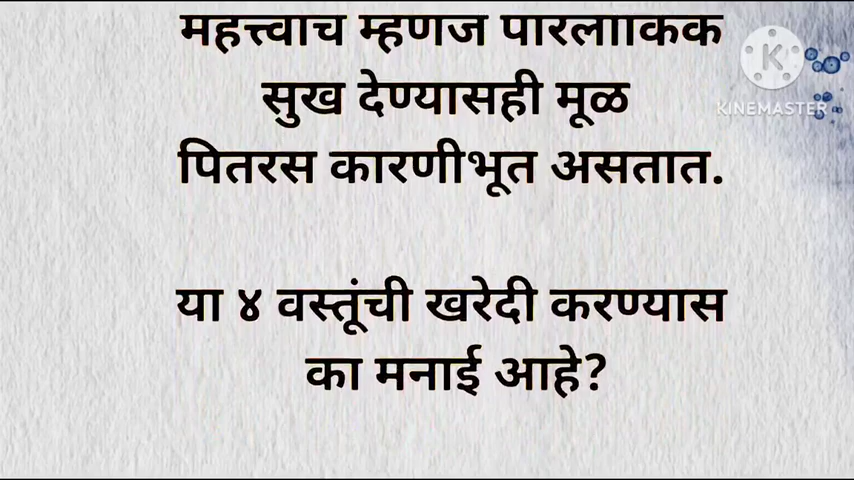 महत्त्वाच म्हणज पारलााकक
सुख देण्यासही मूळ
पितरस कारणीभूत असतात.
या ४ वस्तूंची खरेदी करण्यास
का मनाई आहे?
KINEMASTER